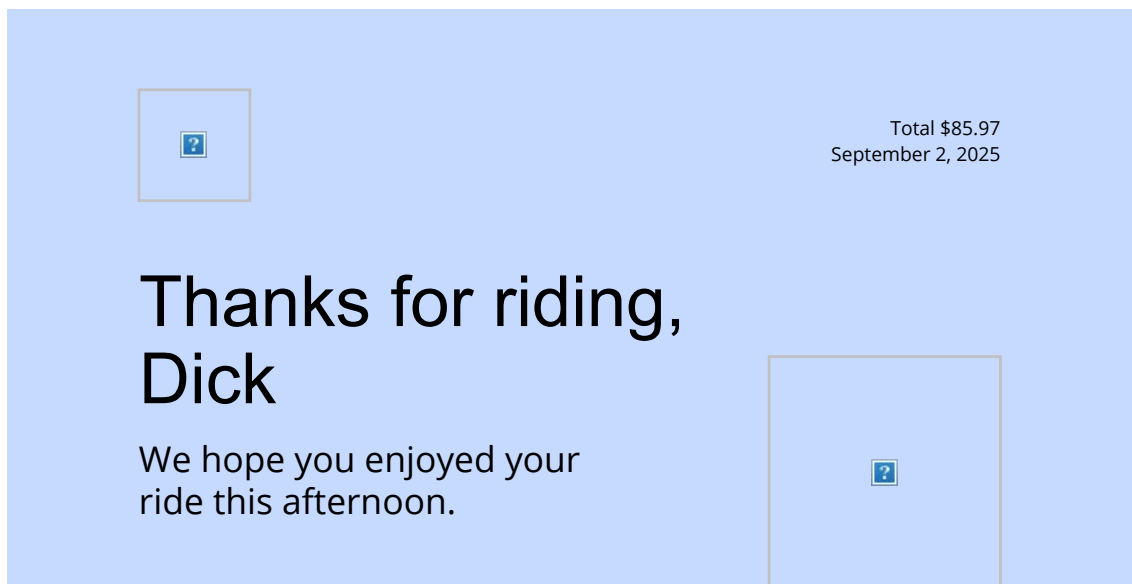 Total $85.97
September 2, 2025
Thanks for riding,
Dick
We hope you enjoyed your
ride this afternoon.